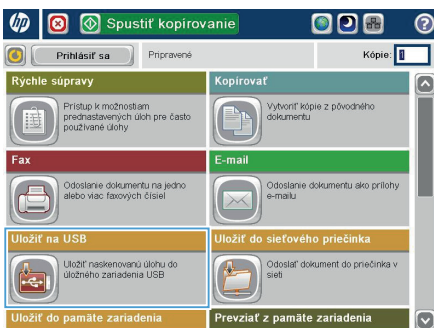 hp Spustiť kopírovanie ?
Prihlásiť sa Pripravené Kópie: 1
Rýchle súpravy
Prístup k možnostiam
prednastavených úloh pre často
používané úlohy
Kopírovať
Vytvoriť kópie z pôvodného
dokumentu
Fax
Odoslanie dokumentu na jedno
alebo viac faxových čísiel
E-mail
Odoslanie dokumentu ako prílohy
e-mailu
Uložiť na USB
Uložiť naskenovanú úlohu do
úložného zariadenia USB
Uložiť do sieťového priečinka
Odoslať dokument do priečinka v
sieti
Uložiť do pamäte zariadenia
Prevziať z pamäte zariadenia